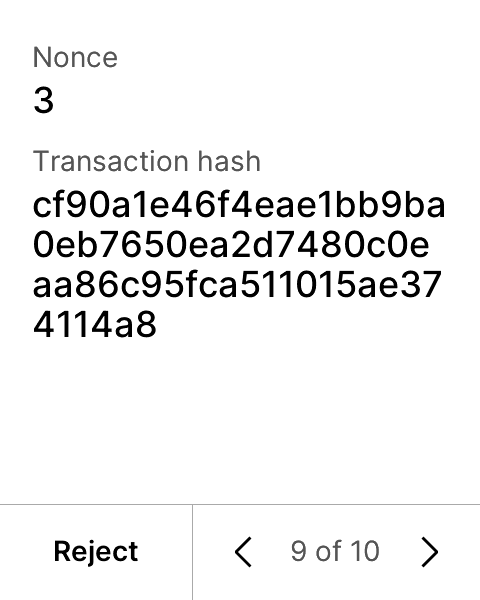 Nonce
3
Transaction hash
cf90a1e46f4eae1bb9ba
0eb7650ea2d7480c0e
aa86c95fca511015ae37
4114a8
Reject
9 of 10